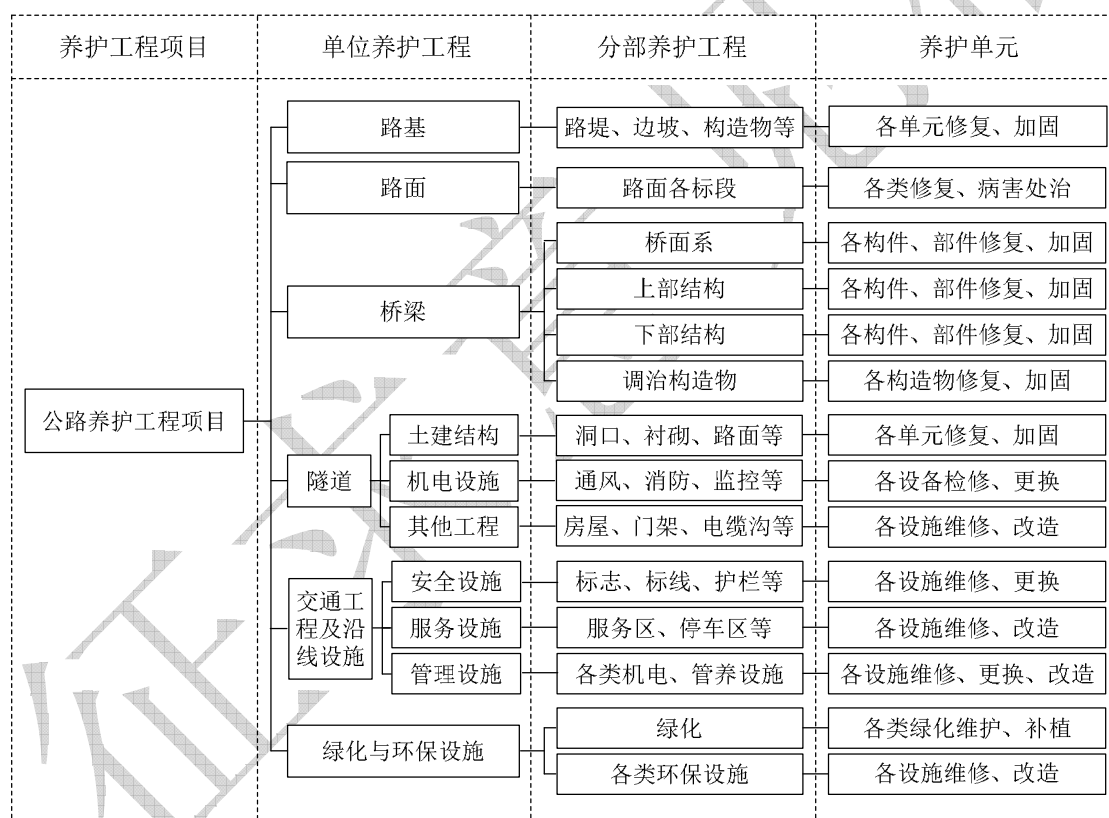 养护工程项目 单位养护工程 分部养护工程 养护单元
路基 路堤、边坡、构造物等 各单元修复、加固
路面 路面各标段 各类修复、病害处治
桥面系 各构件、部件修复、加固
上部结构 各构件、部件修复、加固
桥梁
下部结构 各构件、部件修复、加固
调治构造物 各构造物修复、加固
公路养护工程项目
土建结构 洞口、衬砌、路面等 各单元修复、加固
隧道 机电设施 通风、消防、监控等 各设备检修、更换
其他工程 房屋、门架、电缆沟等 各设施维修、改造
安全设施 标志、标线、护栏等 各设施维修、更换
交通工
程及沿
线设施
服务设施 服务区、停车区等 各设施维修、改造
管理设施 各类机电、管养设施 各设施维修、更换、改造
绿化 各类绿化维护、补植
绿化与环保设施
各类环保设施 各设施维修、改造